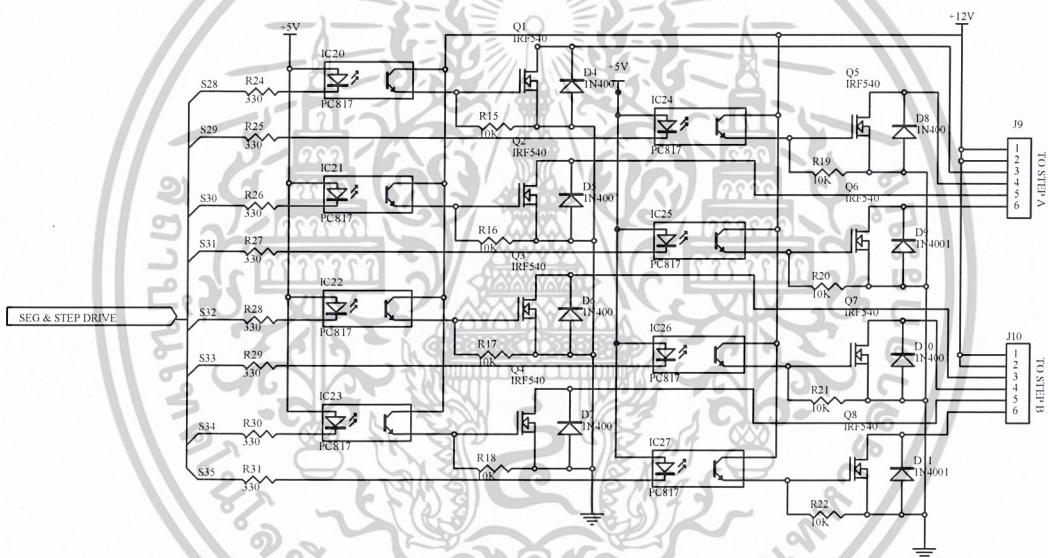 +12V
+5V
Q1
IRF540
IC20
PC817
D4
1N400
+5V
S28
R24
330
R15
10K
IC24
PC817
Q5
IRF540
D8
1N400
S29
R25
330
Q2
IRF540
J9
1
2
3
4
5
6
TO STEP A
IC21
PC817
R19
10K
Q6
IRF540
S30
R26
330
D5
1N400
R16
10K
IC25
PC817
D9
1N4001
S31
R27
330
Q3
IRF540
R20
10K
Q7
IRF540
IC22
PC817
SEG & STEP DRIVE
S32
R28
330
D6
1N400
R17
10K
IC26
PC817
D10
1N400
J10
1
2
3
4
5
6
TO STEP B
S33
R29
330
Q4
IRF540
R21
10K
Q8
IRF540
IC23
PC817
S34
R30
330
D7
1N400
R18
10K
IC27
PC817
D11
1N4001
S35
R31
330
R22
10K